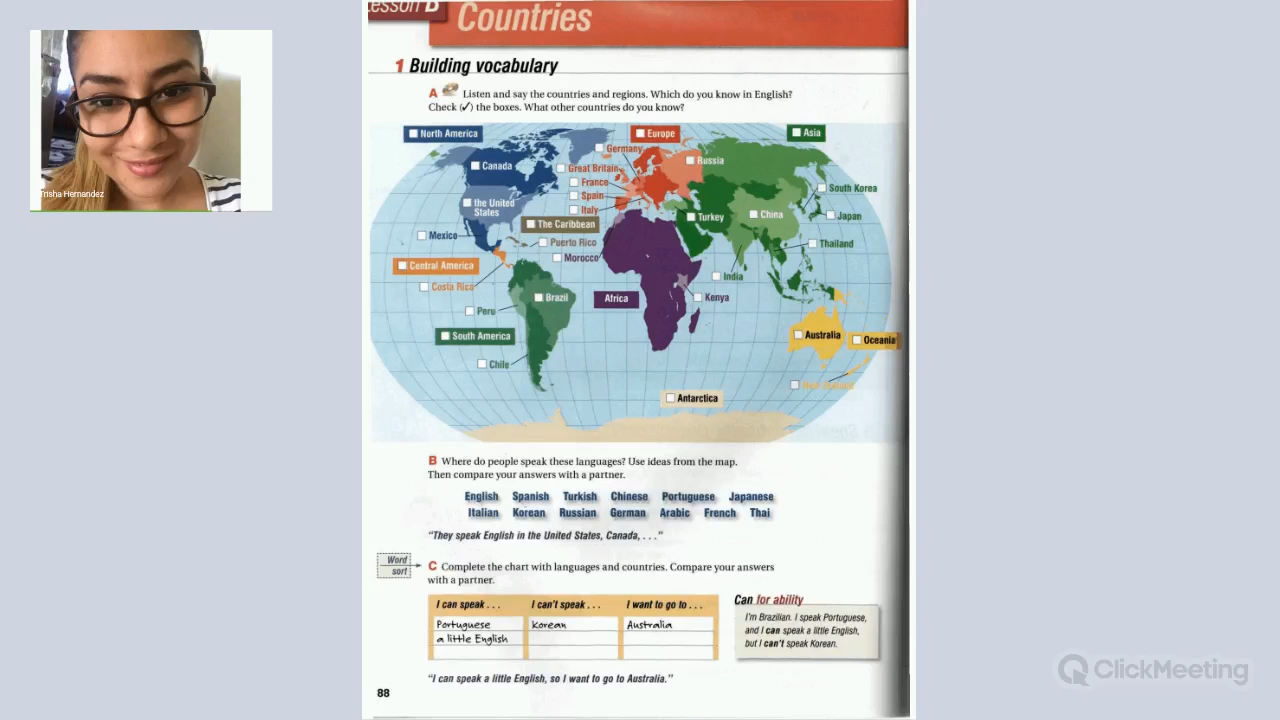 Lesson B
Countries
1 Building vocabulary
A Listen and say the countries and regions. Which do you know in English?
Check (✓) the boxes. What other countries do you know?
North America
Europe
Asia
Germany
Canada
Great Britain
Russia
France
South Korea
Spain
the United
States
Italy
Turkey
China
Japan
The Caribbean
Mexico
Puerto Rico
Thailand
Morocco
Central America
India
Costa Rica
Brazil
Africa
Kenya
Peru
South America
Australia
Oceania
Chile
New Zealand
Antarctica
B Where do people speak these languages? Use ideas from the map.
Then compare your answers with a partner.
English Spanish Turkish Chinese Portuguese Japanese
Italian Korean Russian German Arabic French Thai
"They speak English in the United States, Canada, . . ."
Word
sort
C Complete the chart with languages and countries. Compare your answers
with a partner.
I can speak . . . I can't speak . . . I want to go to . . .
Portuguese Korean Australia
a little English
Can for ability
I'm Brazilian. I speak Portuguese,
and I can speak a little English,
but I can't speak Korean.
"I can speak a little English, so I want to go to Australia."
88
Trisha Hernandez
ClickMeeting